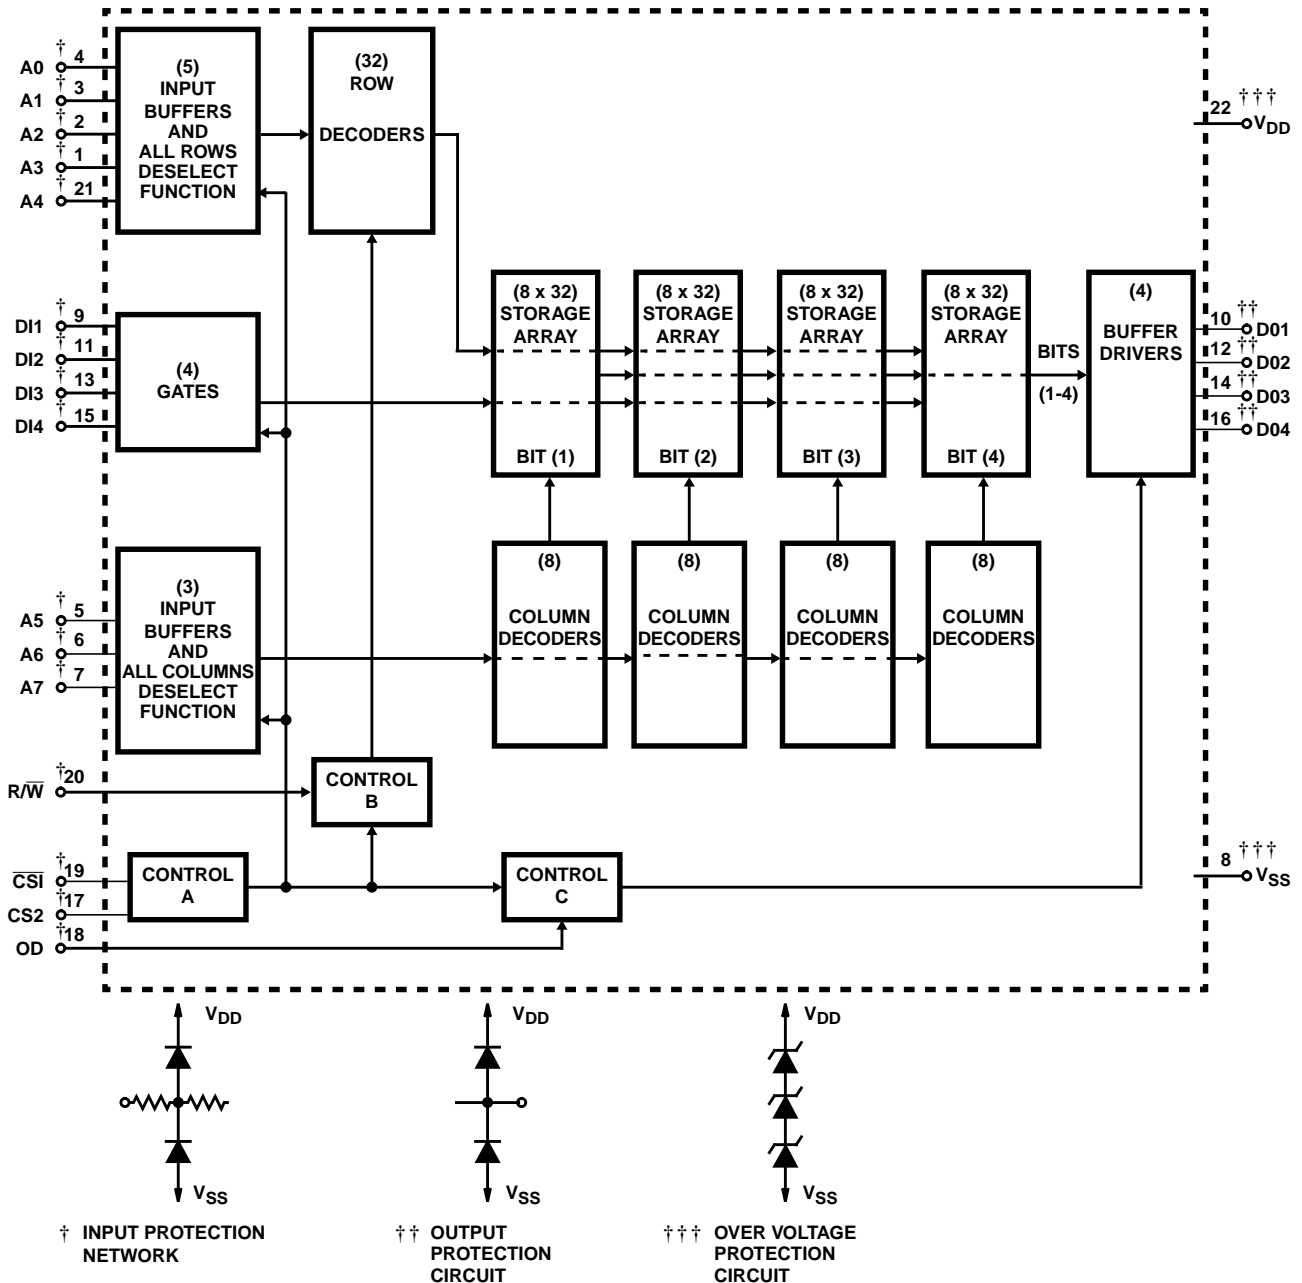 † 4
A0
† 3
A1
† 2
A2
† 1
A3
† 21
A4
(5)
INPUT
BUFFERS
AND
ALL ROWS
DESELECT
FUNCTION
(32)
ROW
DECODERS
22 †††
VDD
† 9
DI1
† 11
DI2
† 13
DI3
† 15
DI4
(4)
GATES
(8 x 32)
STORAGE
ARRAY
BIT (1)
(8 x 32)
STORAGE
ARRAY
BIT (2)
(8 x 32)
STORAGE
ARRAY
BIT (3)
(8 x 32)
STORAGE
ARRAY
BIT (4)
BITS
(1-4)
(4)
BUFFER
DRIVERS
10 ††
D01
12 ††
D02
14 ††
D03
16 ††
D04
† 5
A5
† 6
A6
† 7
A7
(3)
INPUT
BUFFERS
AND
ALL COLUMNS
DESELECT
FUNCTION
(8)
COLUMN
DECODERS
(8)
COLUMN
DECODERS
(8)
COLUMN
DECODERS
(8)
COLUMN
DECODERS
†20
R/W̅
CONTROL
B
†19
C̅S̅I̅
†17
CS2
†18
OD
CONTROL
A
CONTROL
C
8 †††
VSS
VDD
VSS
† INPUT PROTECTION
NETWORK
VDD
VSS
†† OUTPUT
PROTECTION
CIRCUIT
VDD
VSS
††† OVER VOLTAGE
PROTECTION
CIRCUIT